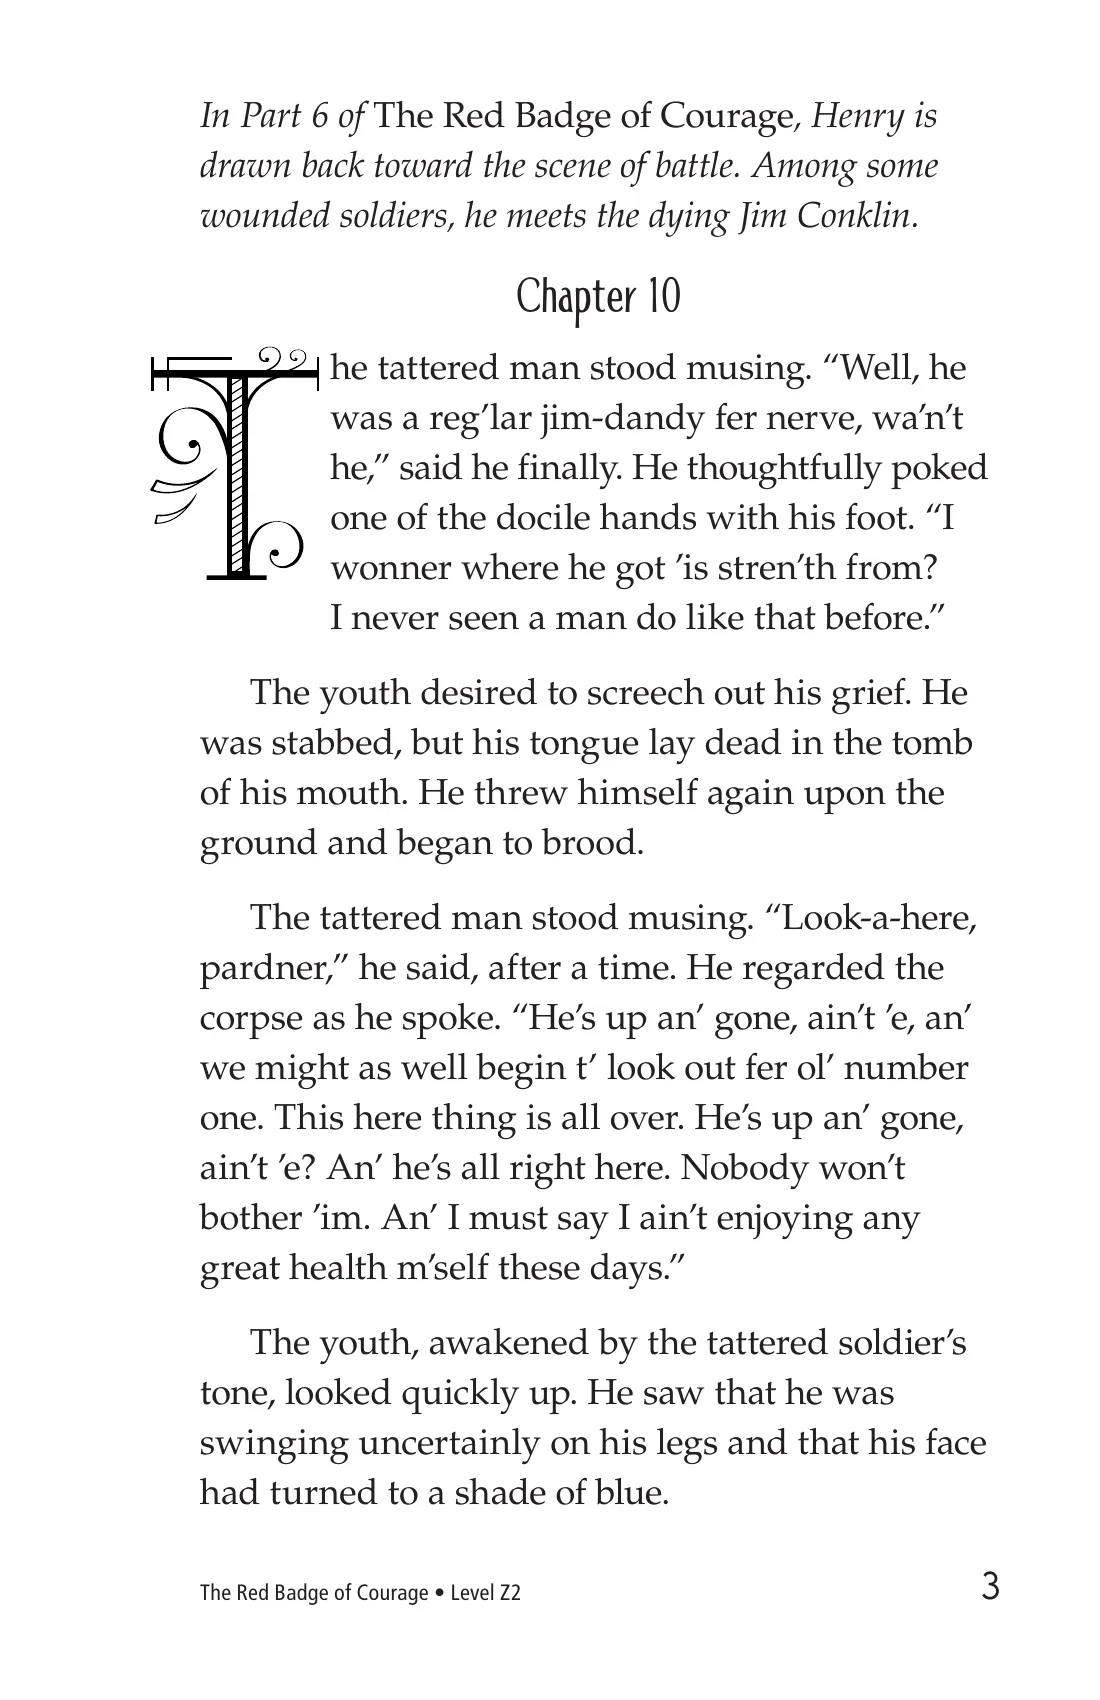 In Part 6 of The Red Badge of Courage, Henry is
drawn back toward the scene of battle. Among some
wounded soldiers, he meets the dying Jim Conklin.
Chapter 10
The tattered man stood musing. “Well, he
was a reg’lar jim-dandy fer nerve, wa’n’t
he,” said he finally. He thoughtfully poked
one of the docile hands with his foot. “I
wonner where he got ’is stren’th from?
I never seen a man do like that before.”
The youth desired to screech out his grief. He
was stabbed, but his tongue lay dead in the tomb
of his mouth. He threw himself again upon the
ground and began to brood.
The tattered man stood musing. “Look-a-here,
pardner,” he said, after a time. He regarded the
corpse as he spoke. “He’s up an’ gone, ain’t ’e, an’
we might as well begin t’ look out fer ol’ number
one. This here thing is all over. He’s up an’ gone,
ain’t ’e? An’ he’s all right here. Nobody won’t
bother ’im. An’ I must say I ain’t enjoying any
great health m’self these days.”
The youth, awakened by the tattered soldier’s
tone, looked quickly up. He saw that he was
swinging uncertainly on his legs and that his face
had turned to a shade of blue.
The Red Badge of Courage • Level Z2
3